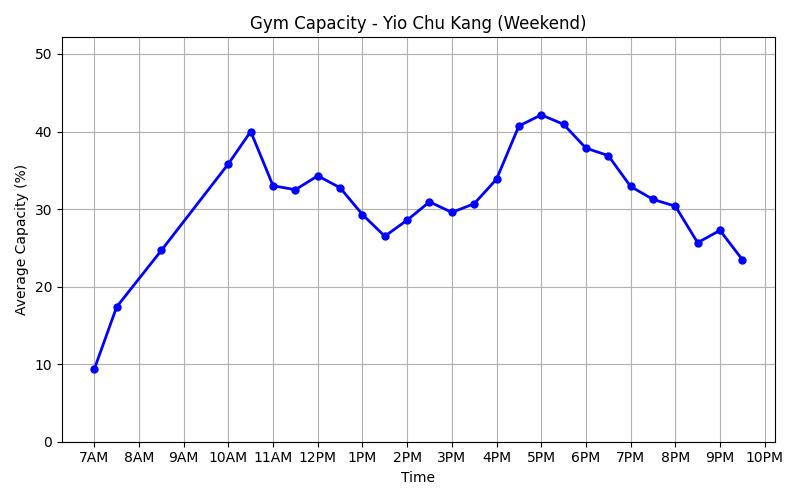 Gym Capacity - Yio Chu Kang (Weekend)
Average Capacity (%)
50
40
30
20
10
0
7AM 8AM 9AM 10AM 11AM 12PM 1PM 2PM 3PM 4PM 5PM 6PM 7PM 8PM 9PM 10PM
Time